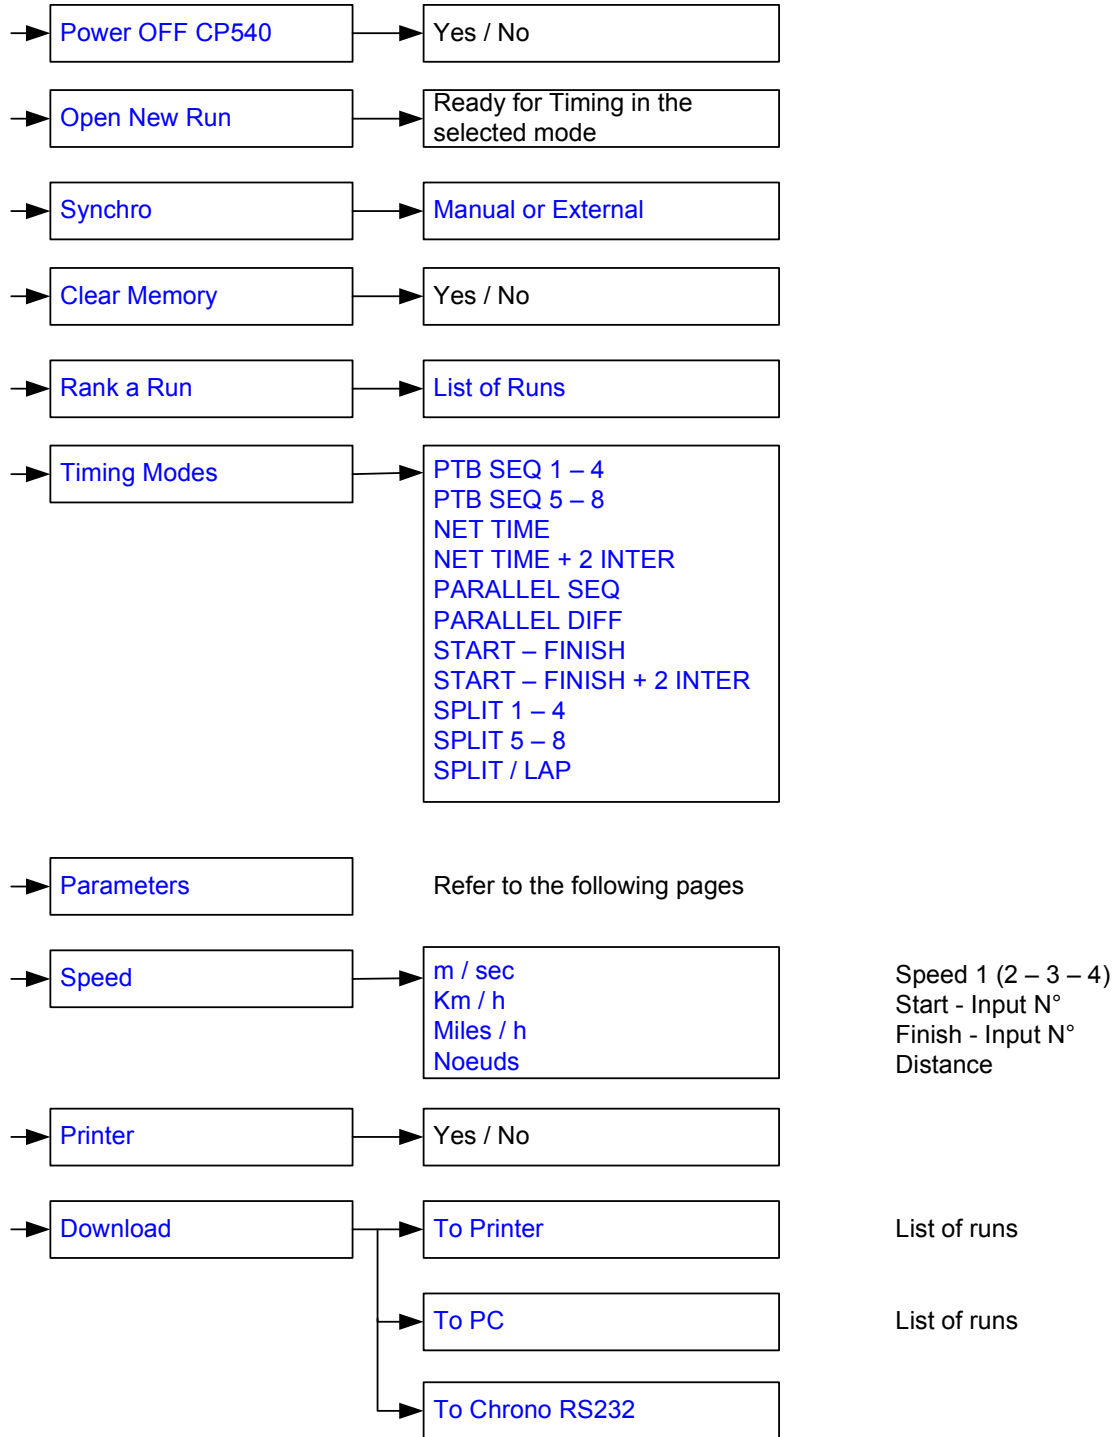 Power OFF CP540
Yes / No
Open New Run
Ready for Timing in the
selected mode
Synchro
Manual or External
Clear Memory
Yes / No
Rank a Run
List of Runs
Timing Modes
PTB SEQ 1 – 4
PTB SEQ 5 – 8
NET TIME
NET TIME + 2 INTER
PARALLEL SEQ
PARALLEL DIFF
START – FINISH
START – FINISH + 2 INTER
SPLIT 1 – 4
SPLIT 5 – 8
SPLIT / LAP
Parameters
Refer to the following pages
Speed
m / sec
Km / h
Miles / h
Noeuds
Speed 1 (2 – 3 – 4)
Start - Input N°
Finish - Input N°
Distance
Printer
Yes / No
Download
To Printer
List of runs
To PC
List of runs
To Chrono RS232